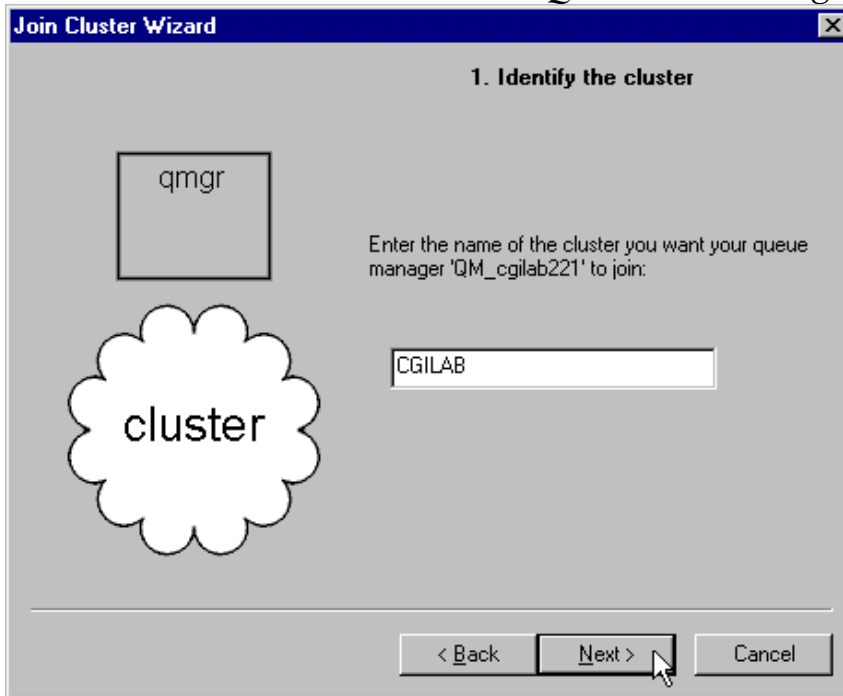 Join Cluster Wizard
1. Identify the cluster
qmgr
Enter the name of the cluster you want your queue
manager 'QM_cgilab221' to join:
CGILAB
cluster
< Back
Next >
Cancel